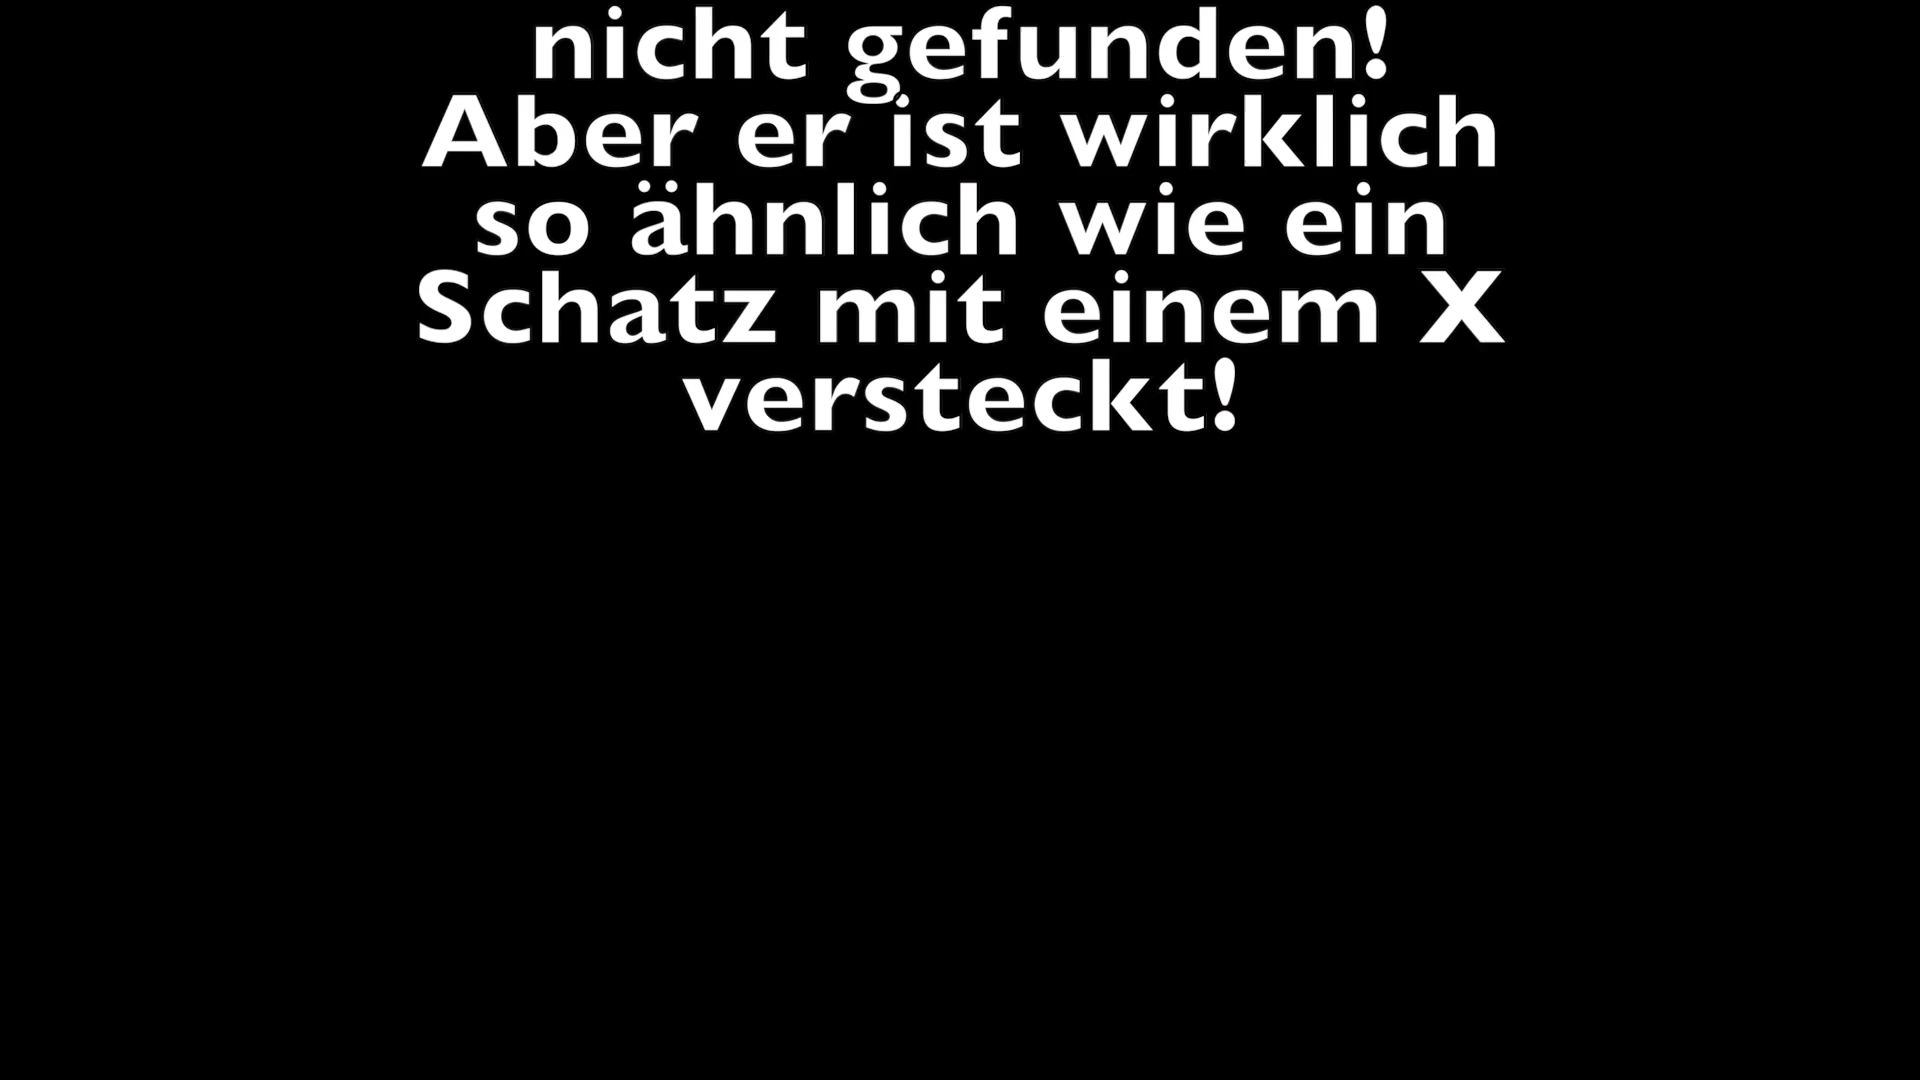 nicht gefunden!
Aber er ist wirklich
so ähnlich wie ein
Schatz mit einem X
versteckt!